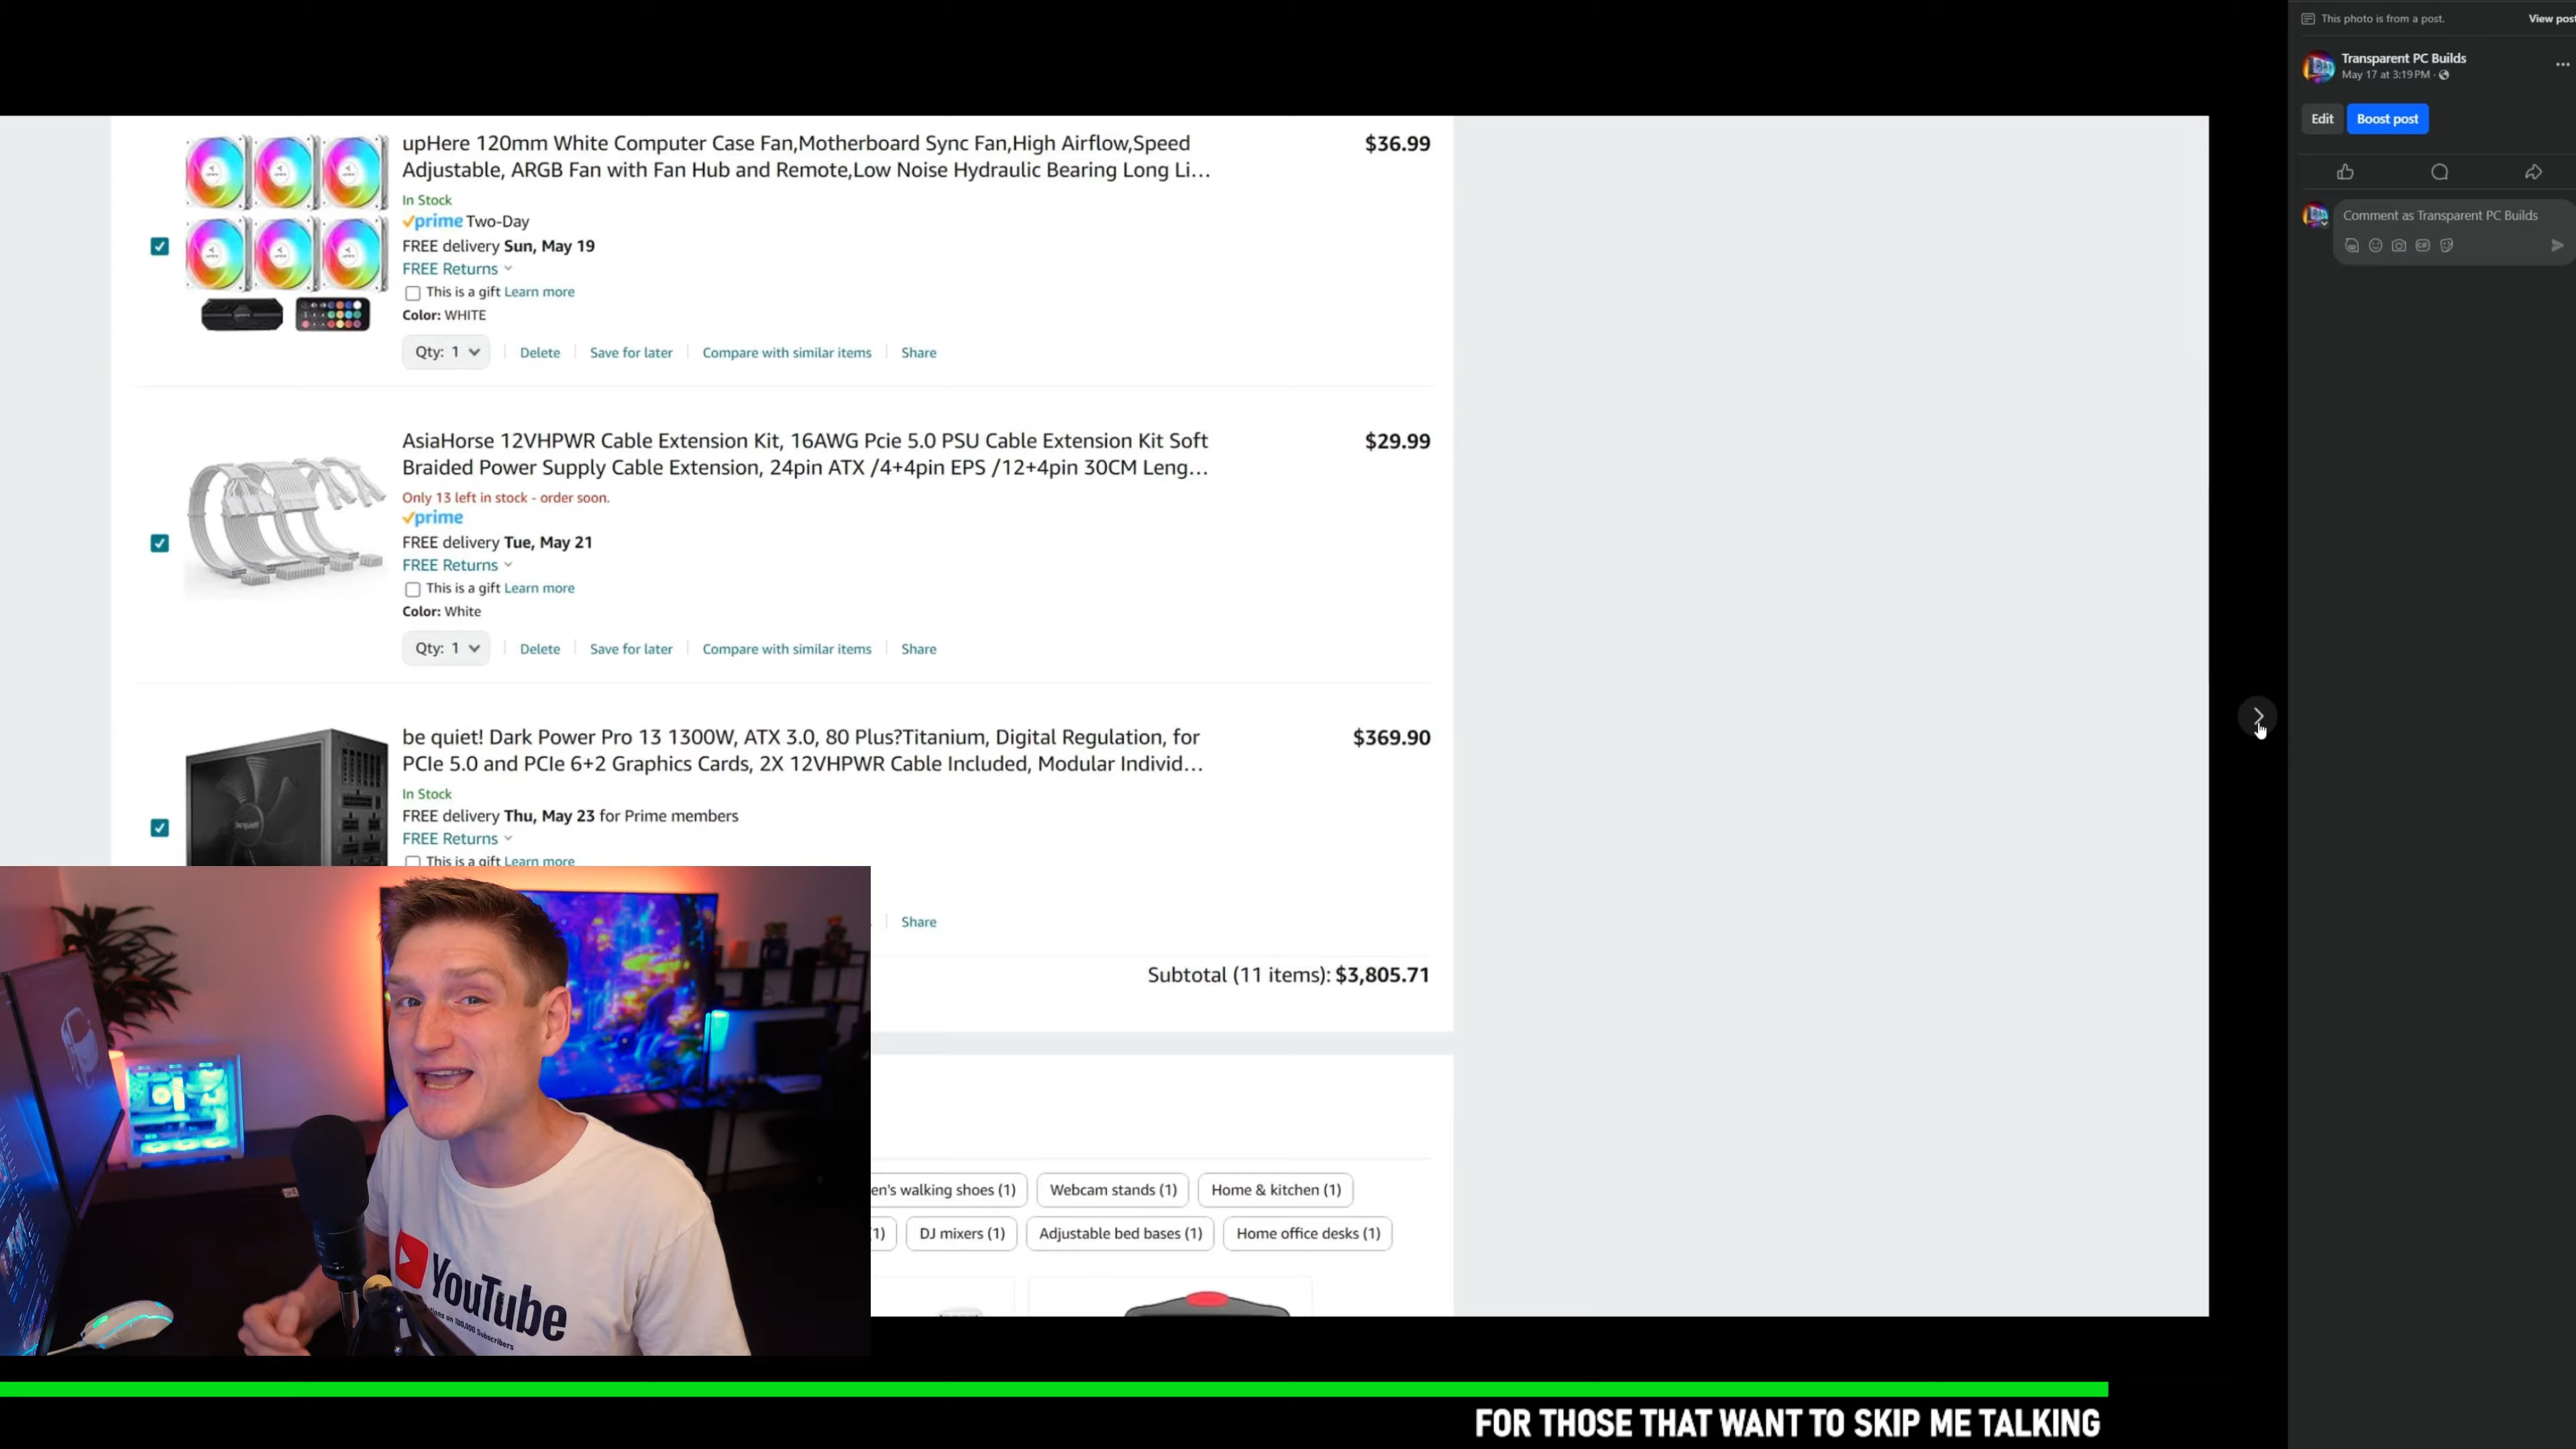 This photo is from a post.
View post
Transparent PC Builds
May 17 at 3:19 PM ·
Edit
Boost post
Comment as Transparent PC Builds
upHere 120mm White Computer Case Fan,Motherboard Sync Fan,High Airflow,Speed
Adjustable, ARGB Fan with Fan Hub and Remote,Low Noise Hydraulic Bearing Long Li...
$36.99
In Stock
prime Two-Day
FREE delivery Sun, May 19
FREE Returns
This is a gift Learn more
Color: WHITE
Qty: 1
Delete
Save for later
Compare with similar items
Share
AsiaHorse 12VHPWR Cable Extension Kit, 16AWG Pcie 5.0 PSU Cable Extension Kit Soft
Braided Power Supply Cable Extension, 24pin ATX /4+4pin EPS /12+4pin 30CM Leng...
$29.99
Only 13 left in stock - order soon.
prime
FREE delivery Tue, May 21
FREE Returns
This is a gift Learn more
Color: White
Qty: 1
Delete
Save for later
Compare with similar items
Share
be quiet! Dark Power Pro 13 1300W, ATX 3.0, 80 Plus?Titanium, Digital Regulation, for
PCIe 5.0 and PCIe 6+2 Graphics Cards, 2X 12VHPWR Cable Included, Modular Individ...
$369.90
In Stock
FREE delivery Thu, May 23 for Prime members
FREE Returns
This is a gift Learn more
Share
Subtotal (11 items): $3,805.71
en's walking shoes (1)
Webcam stands (1)
Home & kitchen (1)
1)
DJ mixers (1)
Adjustable bed bases (1)
Home office desks (1)
YouTube
on 100,000 Subscribers
FOR THOSE THAT WANT TO SKIP ME TALKING